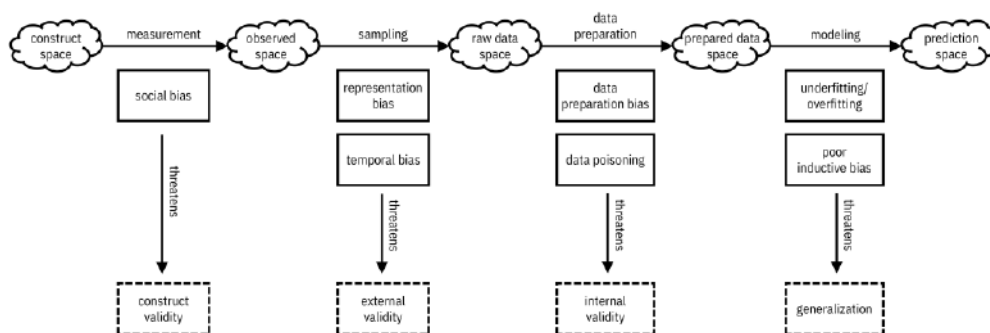 construct
space
measurement
observed
space
sampling
raw data
space
data
preparation
prepared data
space
modeling
prediction
space
social bias
representation
bias
data
preparation bias
underfitting/
overfitting
temporal bias
data poisoning
poor
inductive bias
threatens
threatens
threatens
threatens
construct
validity
external validity
internal
validity
generalization